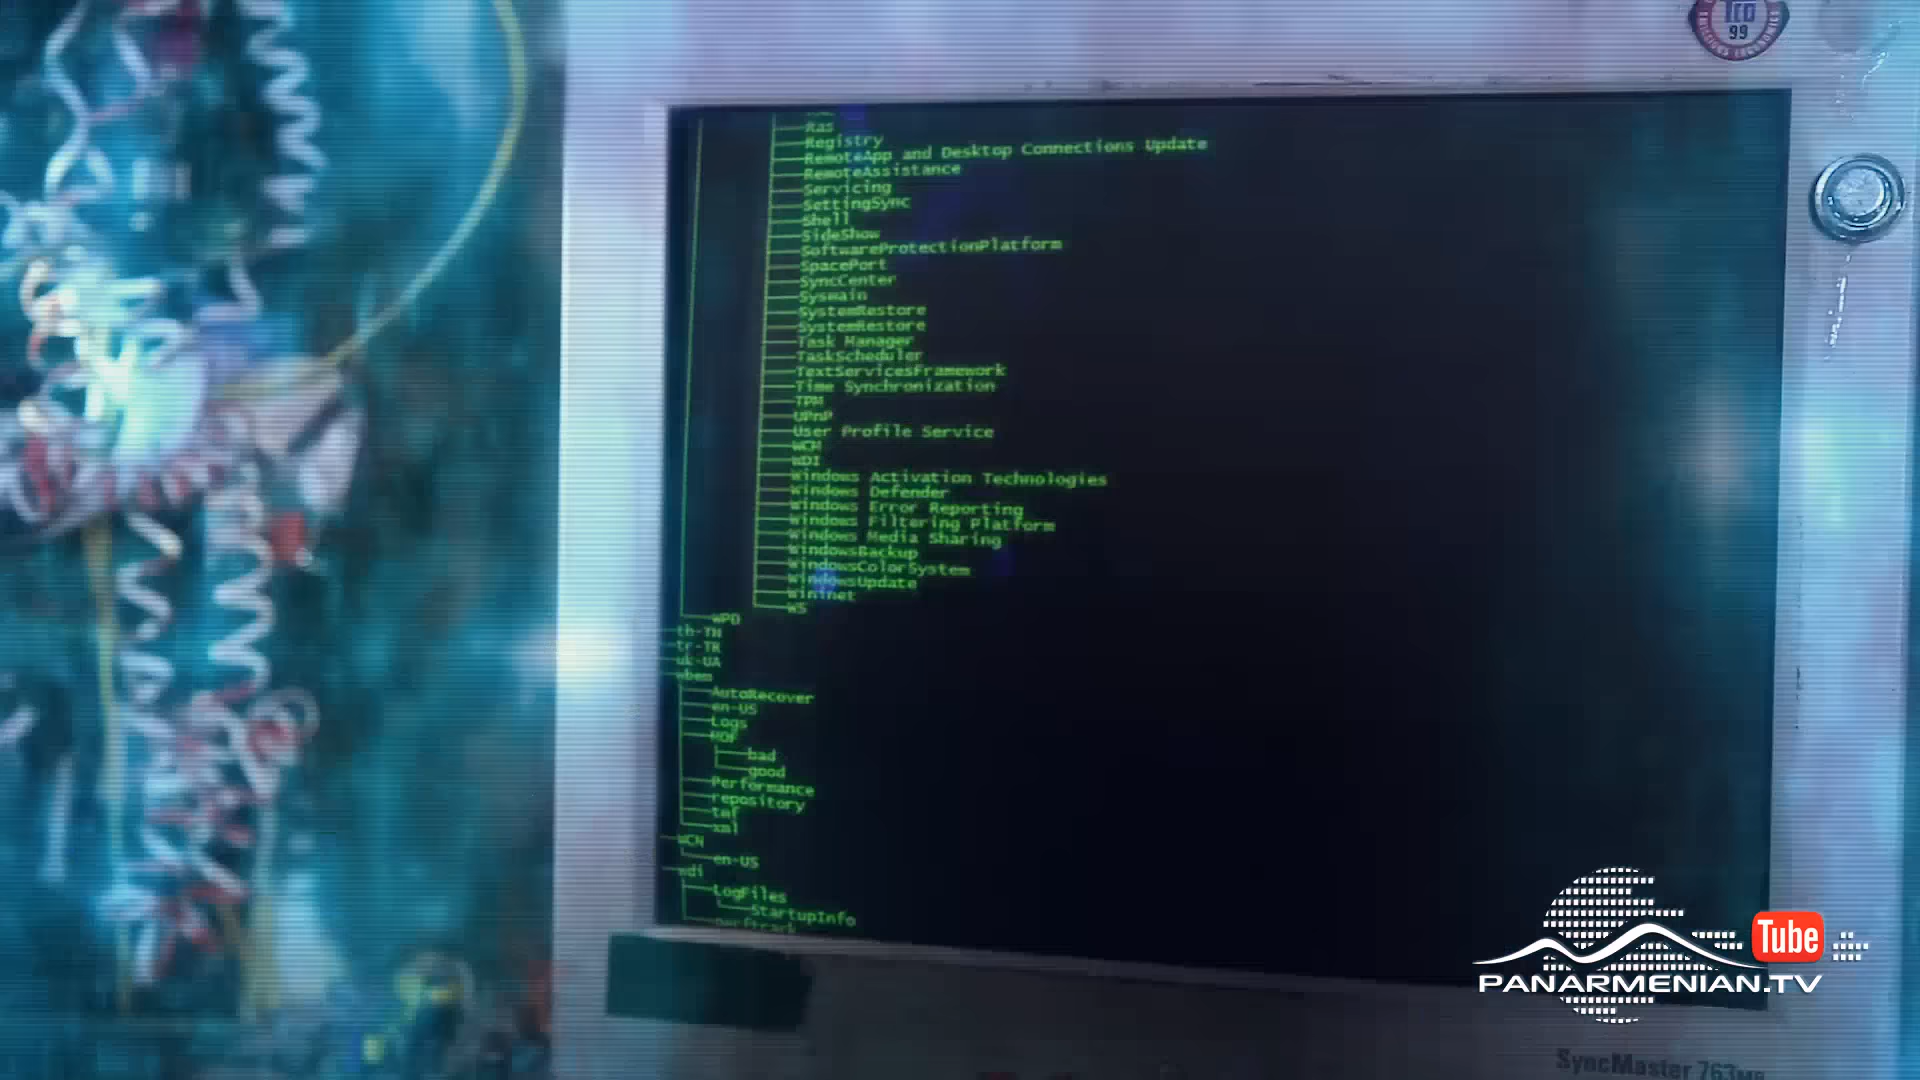 Tco
99
Ras
Registry
RemoteApp and Desktop Connections Update
RemoteAssistance
Servicing
SettingSync
Shell
SideShow
SoftwareProtectionPlatform
SpacePort
SyncCenter
Sysmain
SystemRestore
SystemRestore
Task Manager
TaskScheduler
TextServicesFramework
Time Synchronization
TPM
UPnP
User Profile Service
WCM
WDI
Windows Activation Technologies
Windows Defender
Windows Error Reporting
Windows Filtering Platform
Windows Media Sharing
WindowsBackup
WindowsColorSystem
WindowsUpdate
Wininet
WS
WPD
th-TH
tr-TR
uk-UA
wbem
AutoRecover
en-US
Logs
MOF
bad
good
Performance
repository
tmf
xml
WCN
en-US
wdi
LogFiles
StartupInfo
perftrack
Tube
PANARMENIAN.TV
SyncMaster 763MB